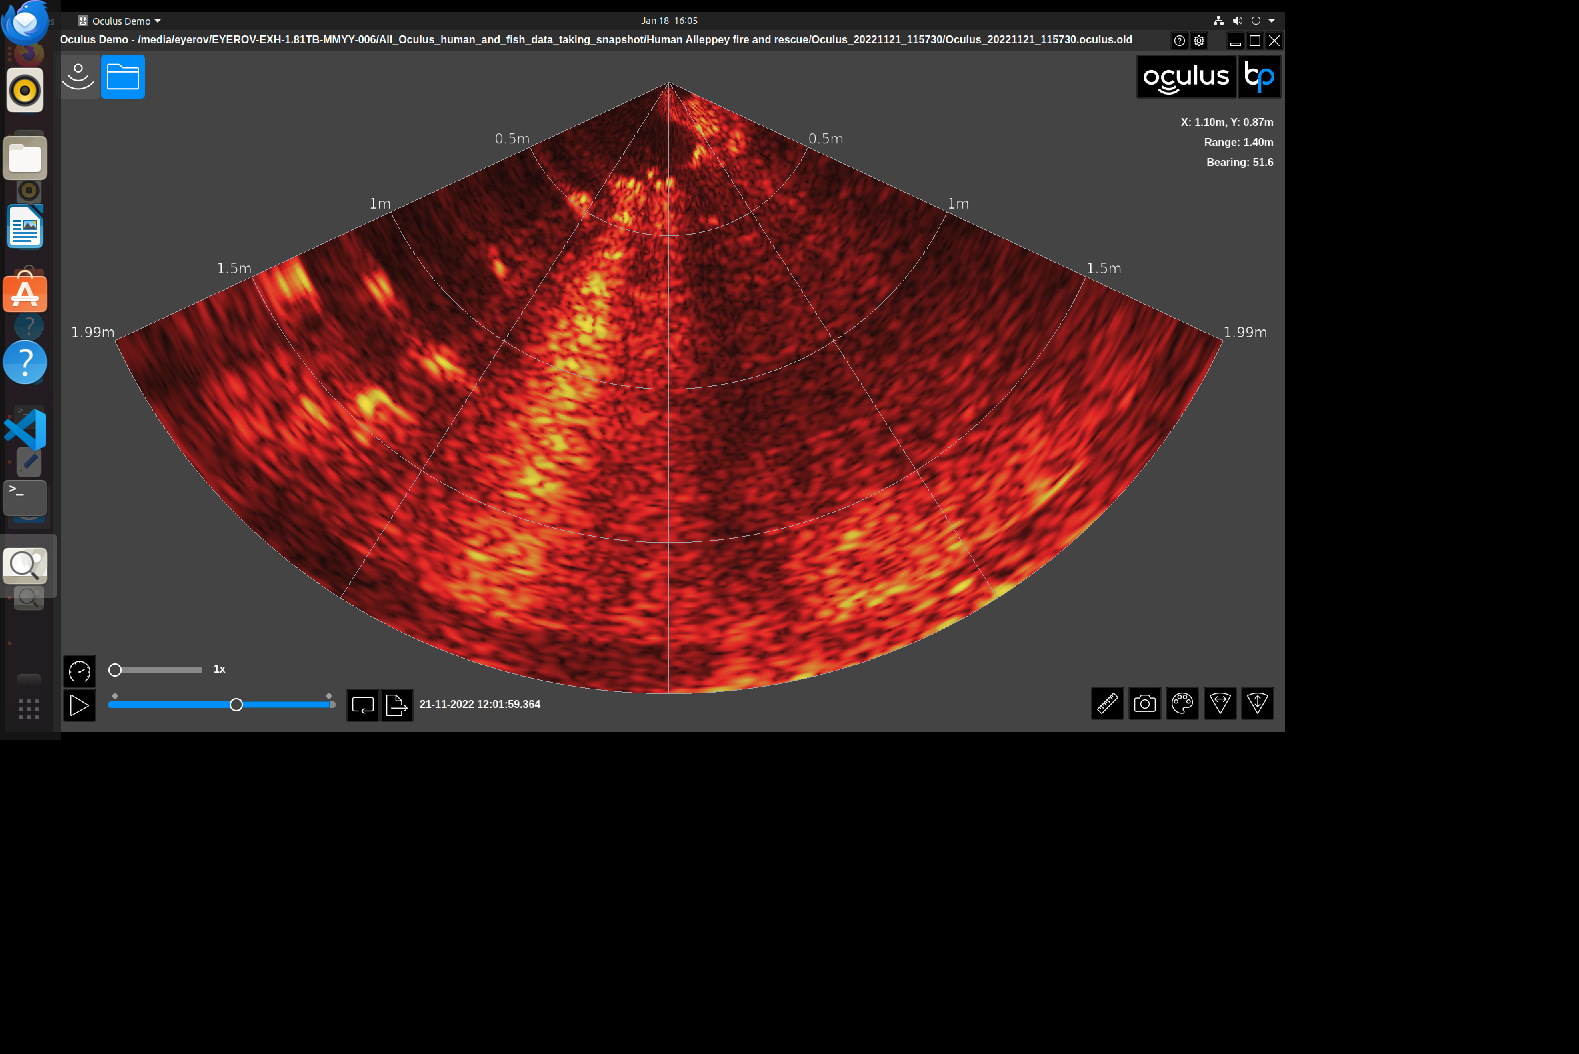 Oculus Demo
Jan 18 16:05
Oculus Demo - /media/eyerov/EYEROV-EXH-1.81TB-MMYY-006/All_Oculus_human_and_fish_data_taking_snapshot/Human Alleppey fire and rescue/Oculus_20221121_115730/Oculus_20221121_115730.oculus.old
oculus bp
X: 1.10m, Y: 0.87m
Range: 1.40m
Bearing: 51.6
0.5m 0.5m
1m 1m
1.5m 1.5m
1.99m 1.99m
1x
21-11-2022 12:01:59.364